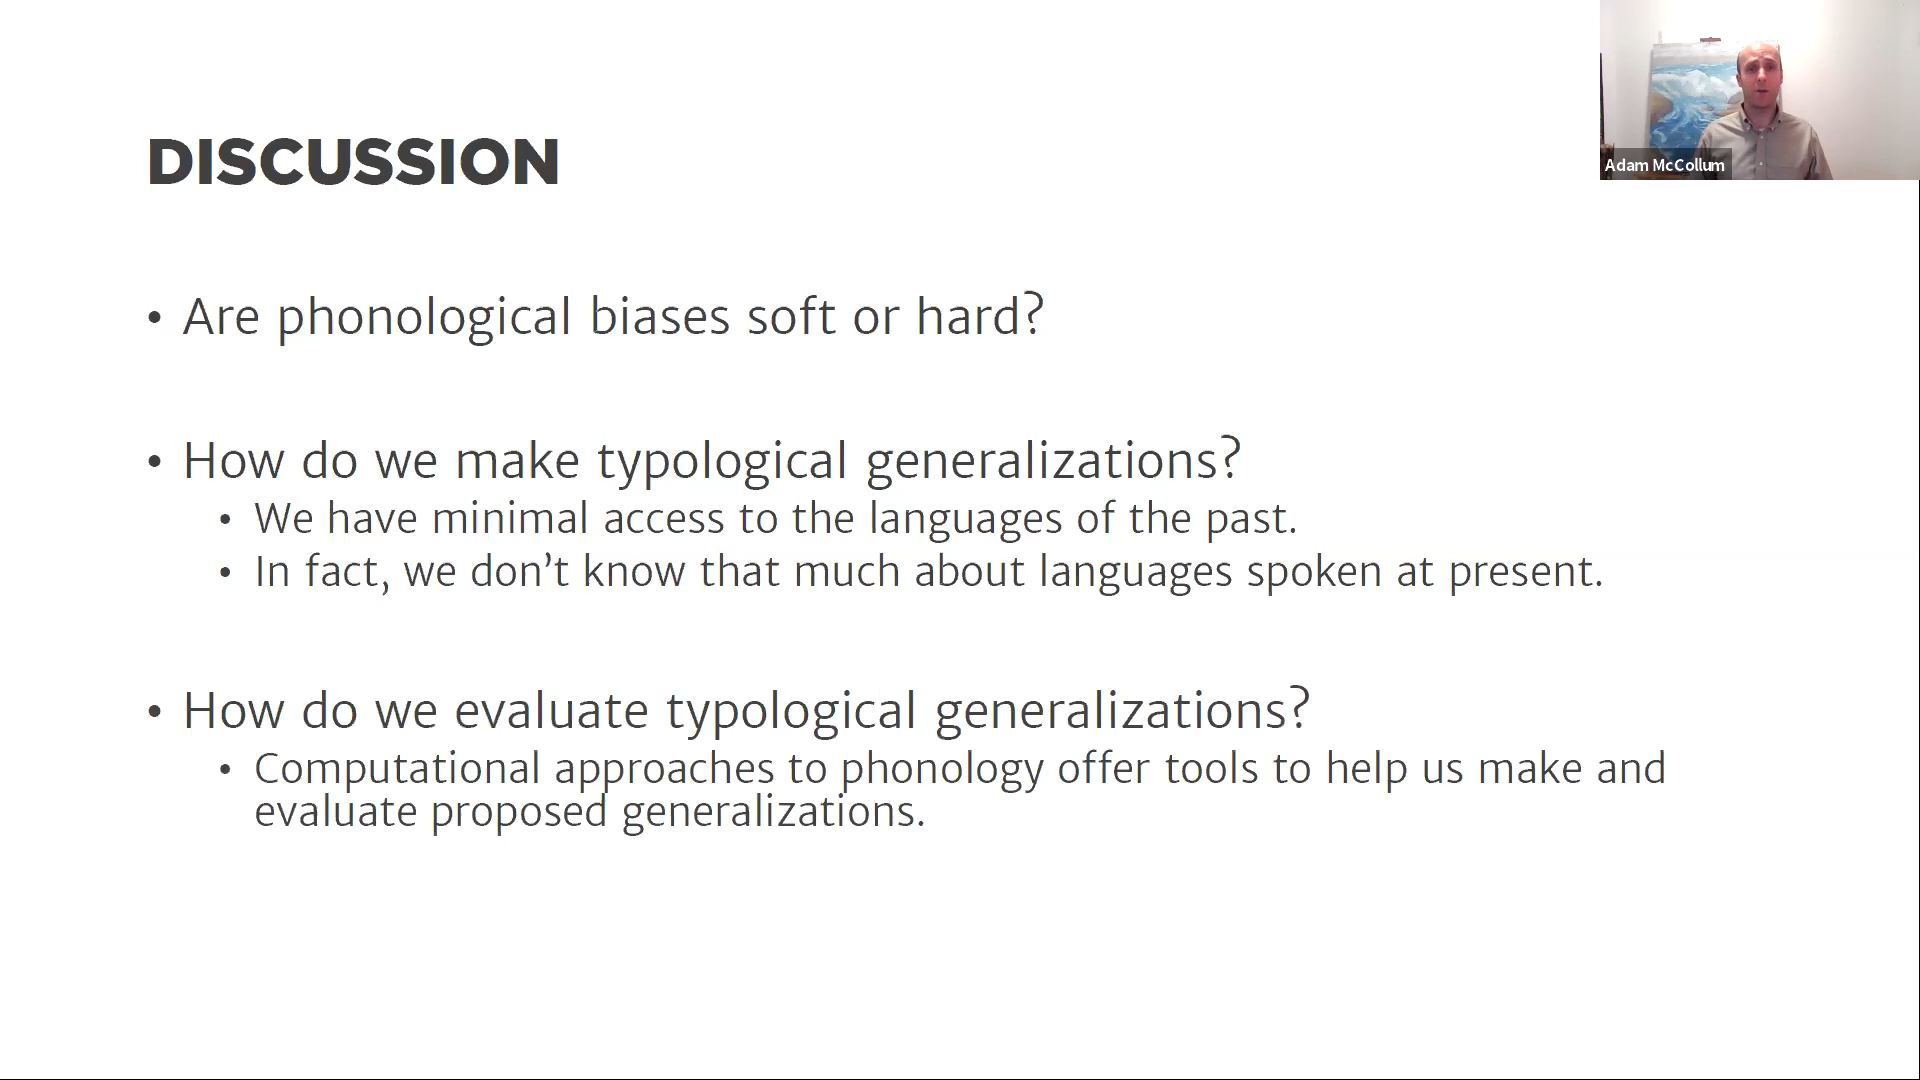 DISCUSSION
Adam McCollum
• Are phonological biases soft or hard?
• How do we make typological generalizations?
• We have minimal access to the languages of the past.
• In fact, we don’t know that much about languages spoken at present.
• How do we evaluate typological generalizations?
• Computational approaches to phonology offer tools to help us make and
evaluate proposed generalizations.